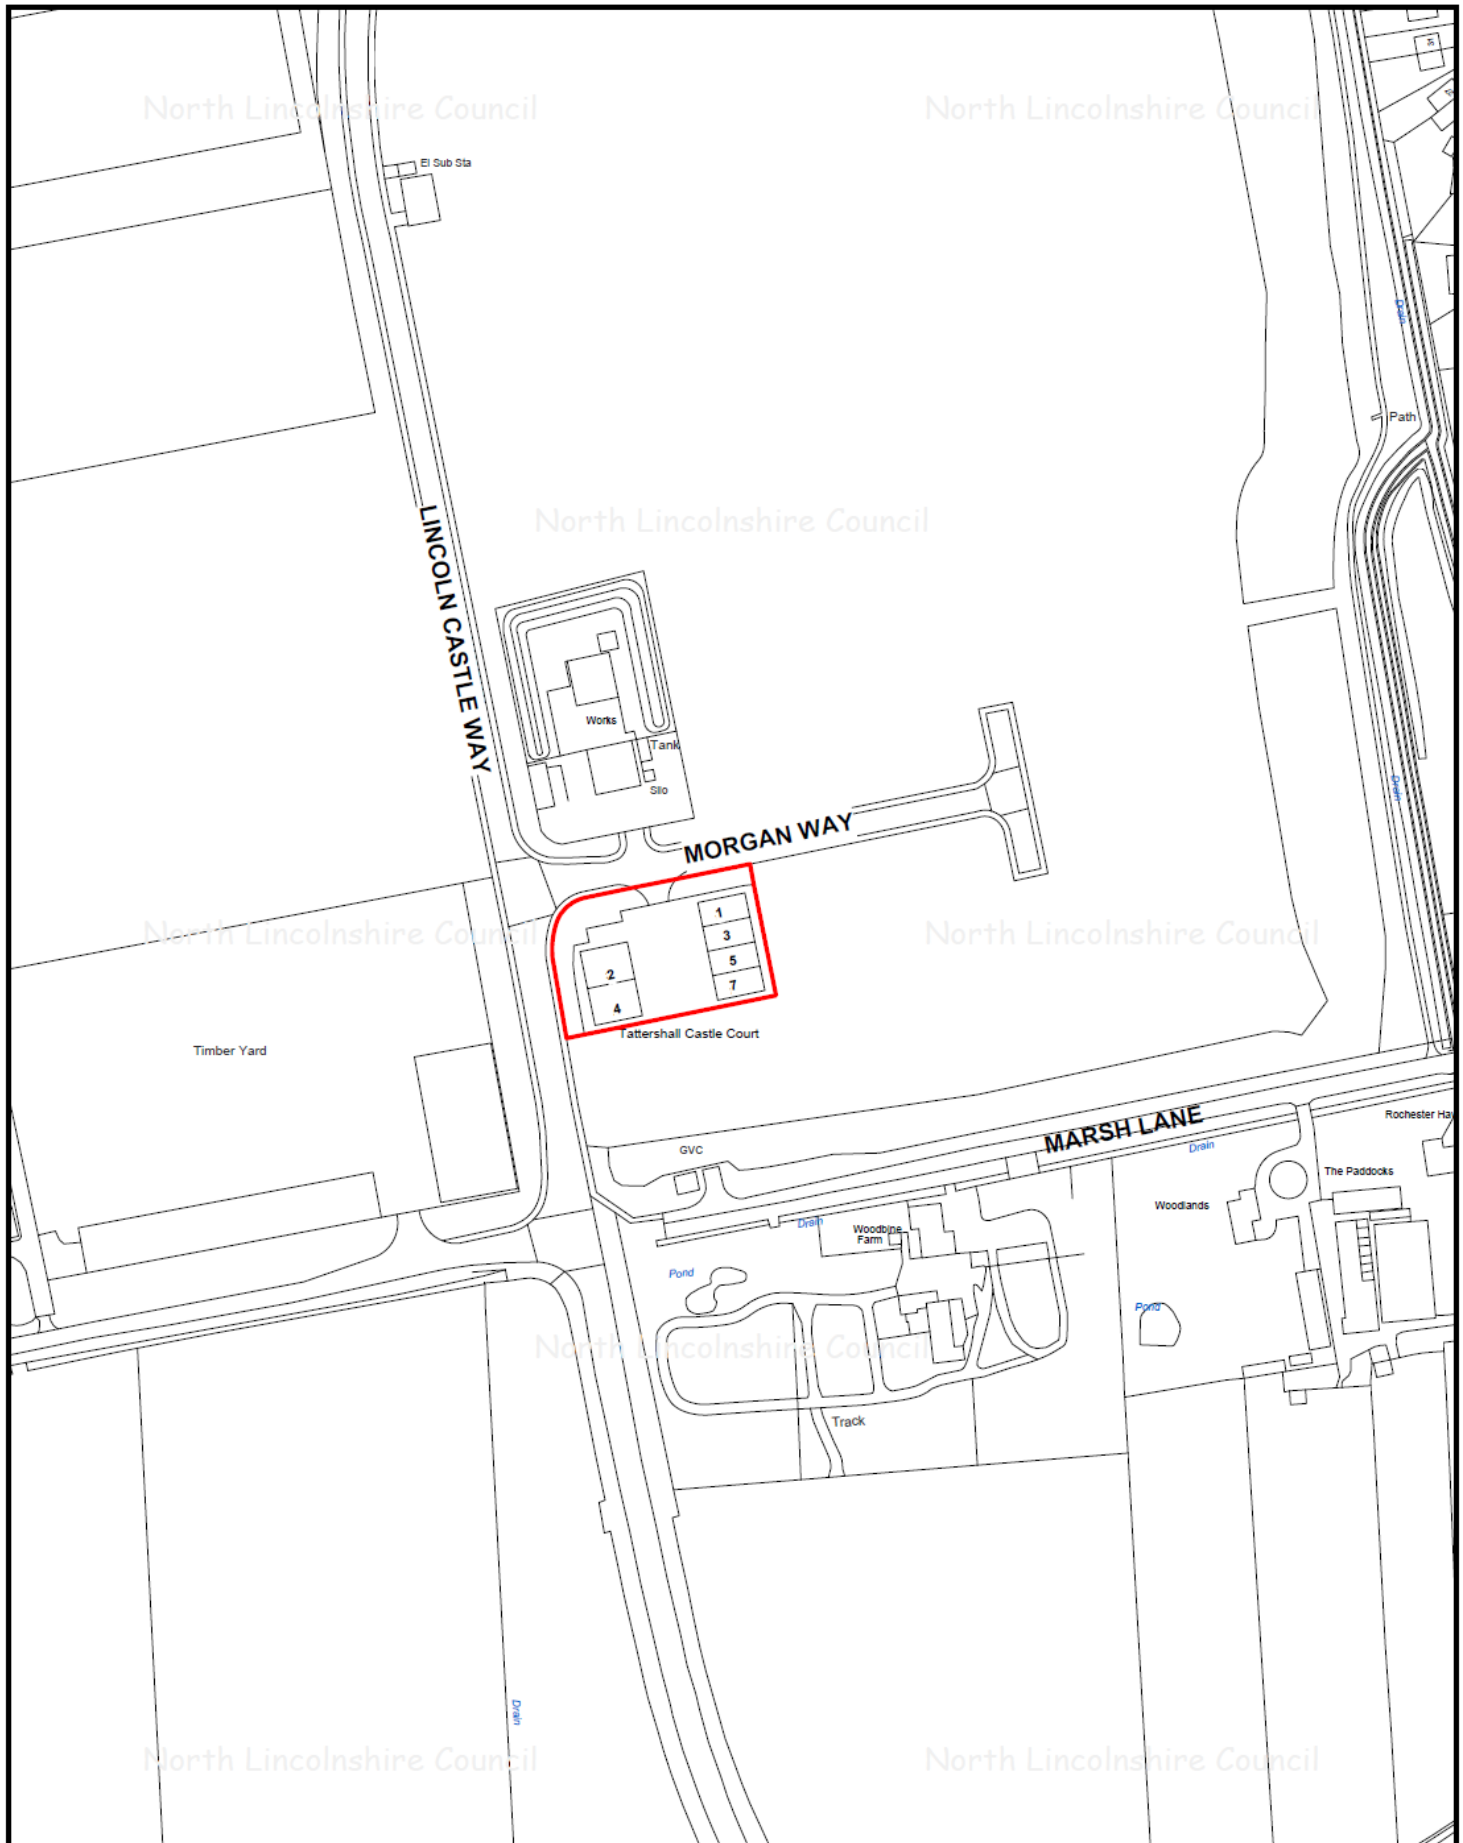 North Lincolnshire Council
North Lincolnshire Council
El Sub Sta
Drain
Path
North Lincolnshire Council
LINCOLN CASTLE WAY
Works
Tank
Silo
Drain
MORGAN WAY
1
3
5
7
2
4
North Lincolnshire Council
North Lincolnshire Council
Tattershall Castle Court
Timber Yard
MARSH LANE
Rochester Ha
GVC
Drain
The Paddocks
Woodlands
Drain
Woodbine
Farm
Pond
Pond
North Lincolnshire Council
Track
Drain
North Lincolnshire Council
North Lincolnshire Council